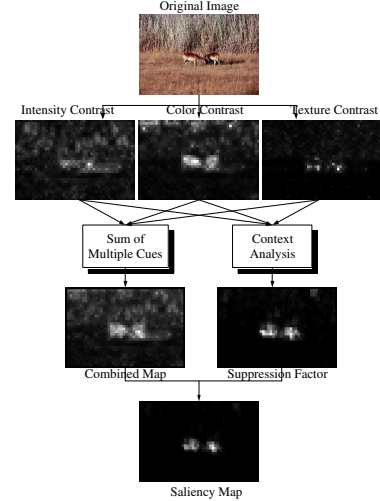 Original Image
Intensity Contrast
Color Contrast
Texture Contrast
Sum of
Multiple Cues
Context
Analysis
Combined Map
Suppression Factor
Saliency Map